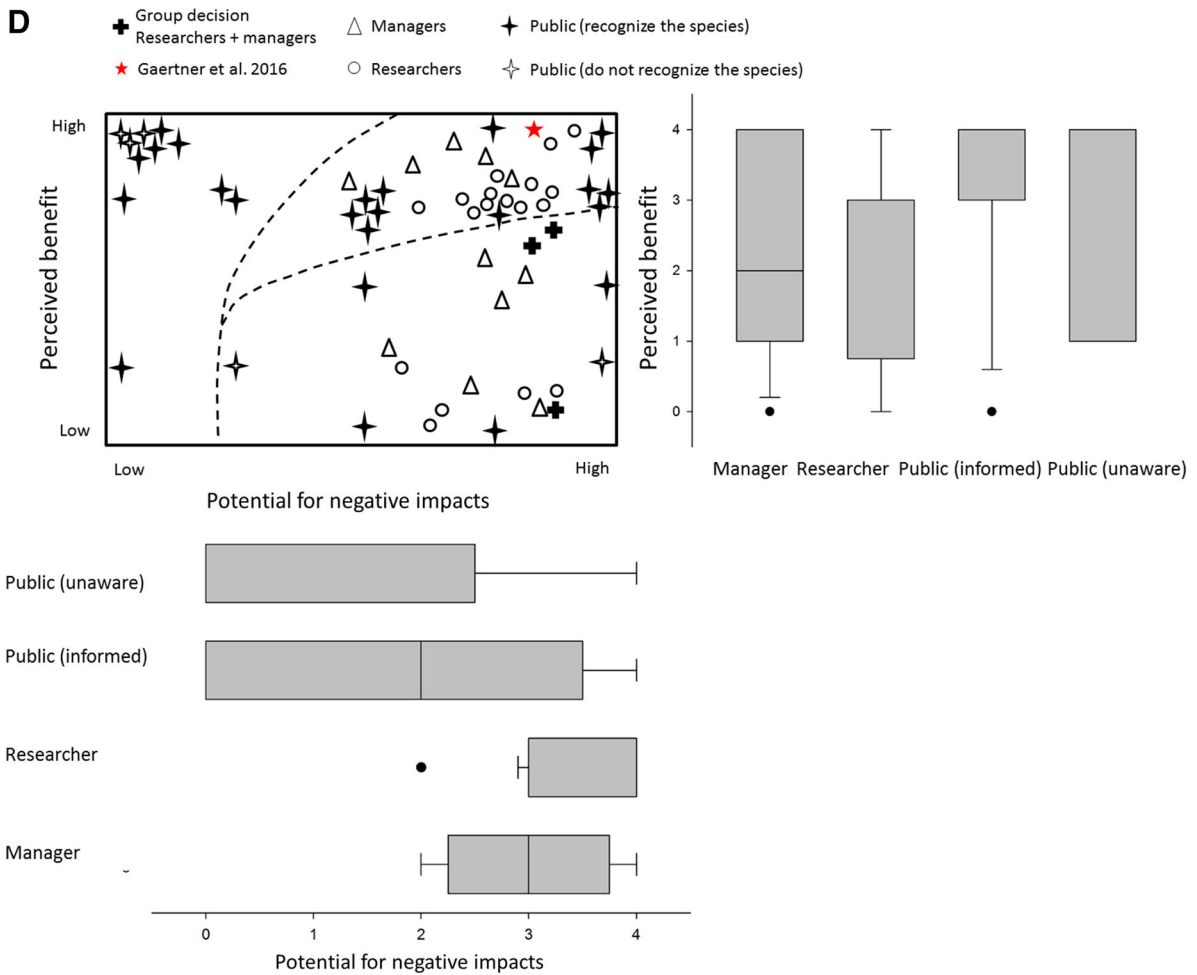 D
Group decision
Researchers + managers
Managers
Public (recognize the species)
Gaertner et al. 2016
Researchers
Public (do not recognize the species)
High
Perceived benefit
Low
Low
High
Potential for negative impacts
Perceived benefit
4
3
2
1
0
Manager
Researcher
Public (informed)
Public (unaware)
Public (unaware)
Public (informed)
Researcher
Manager
0
1
2
3
4
Potential for negative impacts